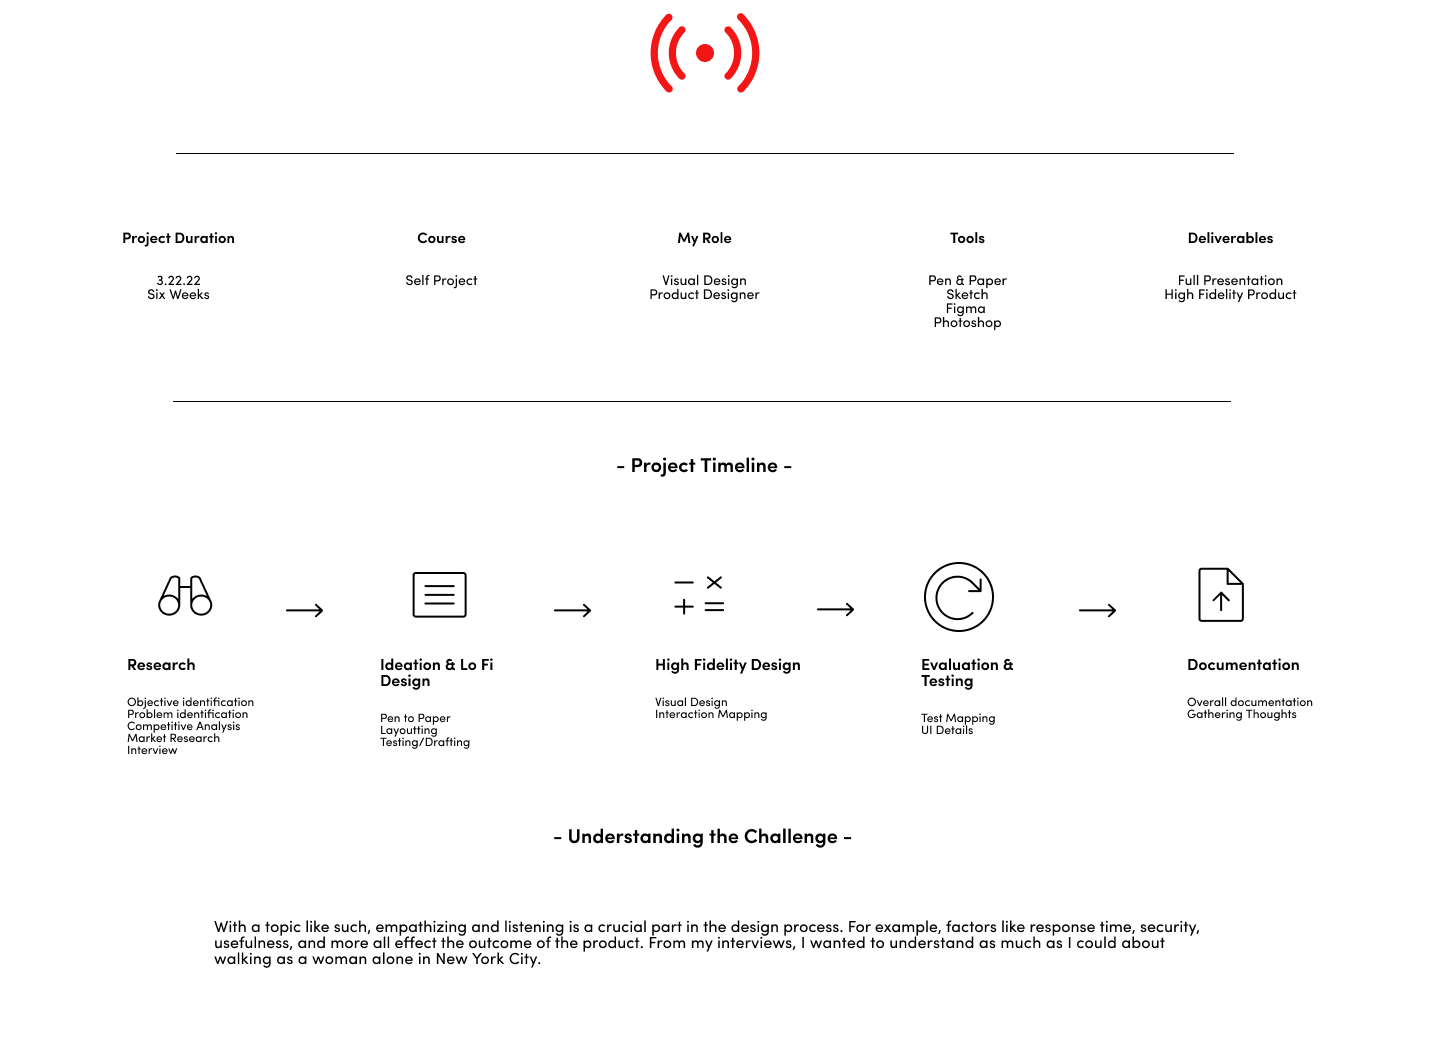 Project Duration
3.22.22
Six Weeks
Course
Self Project
My Role
Visual Design
Product Designer
Tools
Pen & Paper
Sketch
Figma
Photoshop
Deliverables
Full Presentation
High Fidelity Product
- Project Timeline -
Research
Objective identification
Problem identification
Competitive Analysis
Market Research
Interview
Ideation & Lo Fi
Design
Pen to Paper
Layoutting
Testing/Drafting
High Fidelity Design
Visual Design
Interaction Mapping
Evaluation &
Testing
Test Mapping
UI Details
Documentation
Overall documentation
Gathering Thoughts
- Understanding the Challenge -
With a topic like such, empathizing and listening is a crucial part in the design process. For example, factors like response time, security,
usefulness, and more all effect the outcome of the product. From my interviews, I wanted to understand as much as I could about
walking as a woman alone in New York City.